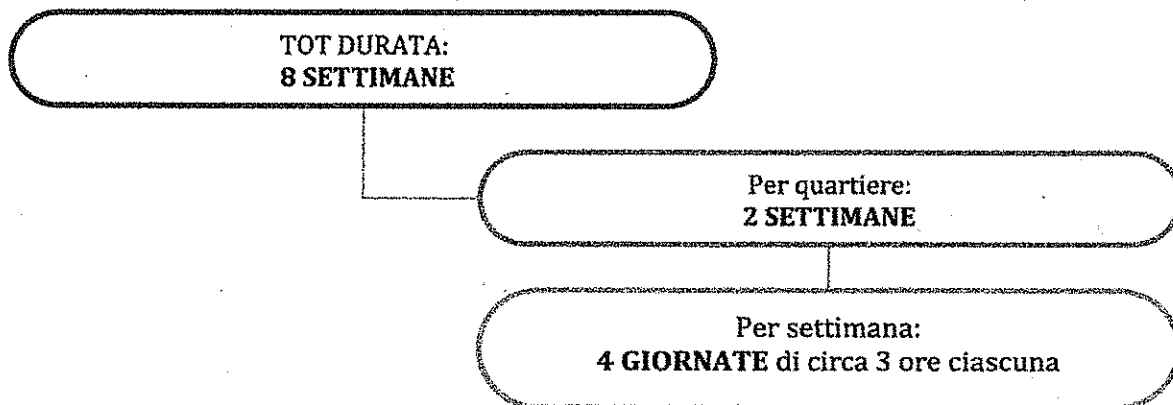 TOT DURATA:
8 SETTIMANE
Per quartiere:
2 SETTIMANE
Per settimana:
4 GIORNATE di circa 3 ore ciascuna